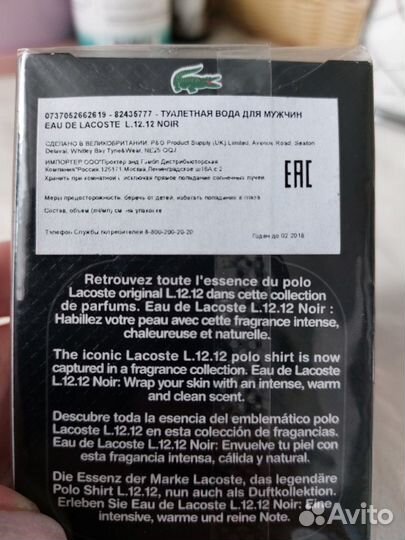 0737052662619 - 82435777 - ТУАЛЕТНАЯ ВОДА ДЛЯ МУЖЧИН
EAU DE LACOSTE L.12.12 NOIR
СДЕЛАНО В ВЕЛИКОБРИТАНИИ. P&G Product Supply (UK) Limited, Avenue Road, Seaton
Delaval, Whitley Bay Tyne&Wear, NE25 0QJ
ИМПОРТЕР ООО"Проктер энд Гэмбл Дистрибьюторская
Компания"Россия,125171,Москва,Ленинградское ш16А с 2
Хранить при комнатной исключая прямое попадание солнечных лучей
EAC
Меры предосторожности: беречь от детей, избегать попадания в глаза
Состав, объем (ml/мл) см. на упаковке
Телефон Службы потребителей 8-800-200-20-20
Годен до 02 2018
Retrouvez toute l'essence du polo
Lacoste original L.12.12 dans cette collection
de parfums. Eau de Lacoste L.12.12 Noir :
Habillez votre peau avec cette fragrance intense,
chaleureuse et naturelle.
The iconic Lacoste L.12.12 polo shirt is now
captured in a fragrance collection. Eau de Lacoste
L.12.12 Noir: Wrap your skin with an intense, warm
and clean scent.
Descubre toda la esencia del emblemático polo
Lacoste L.12.12 en esta colección de fragancias.
Eau de Lacoste L.12.12 Noir: Envuelve tu piel con
esta fragancia intensa, cálida y natural.
Die Essenz der Marke Lacoste, das legendäre
Polo Shirt L.12.12, nun auch als Duftkollektion.
Erleben Sie Eau de Lacoste L.12.12 Noir: Eine
intensive, warme und reine Note.
Avito